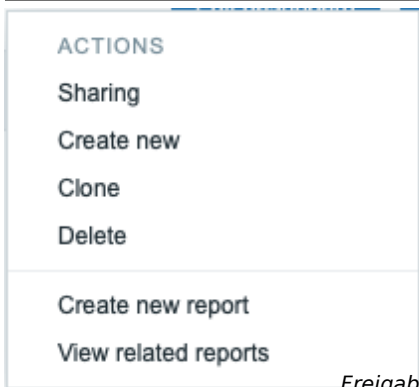 ACTIONS
Sharing
Create new
Clone
Delete
Create new report
View related reports